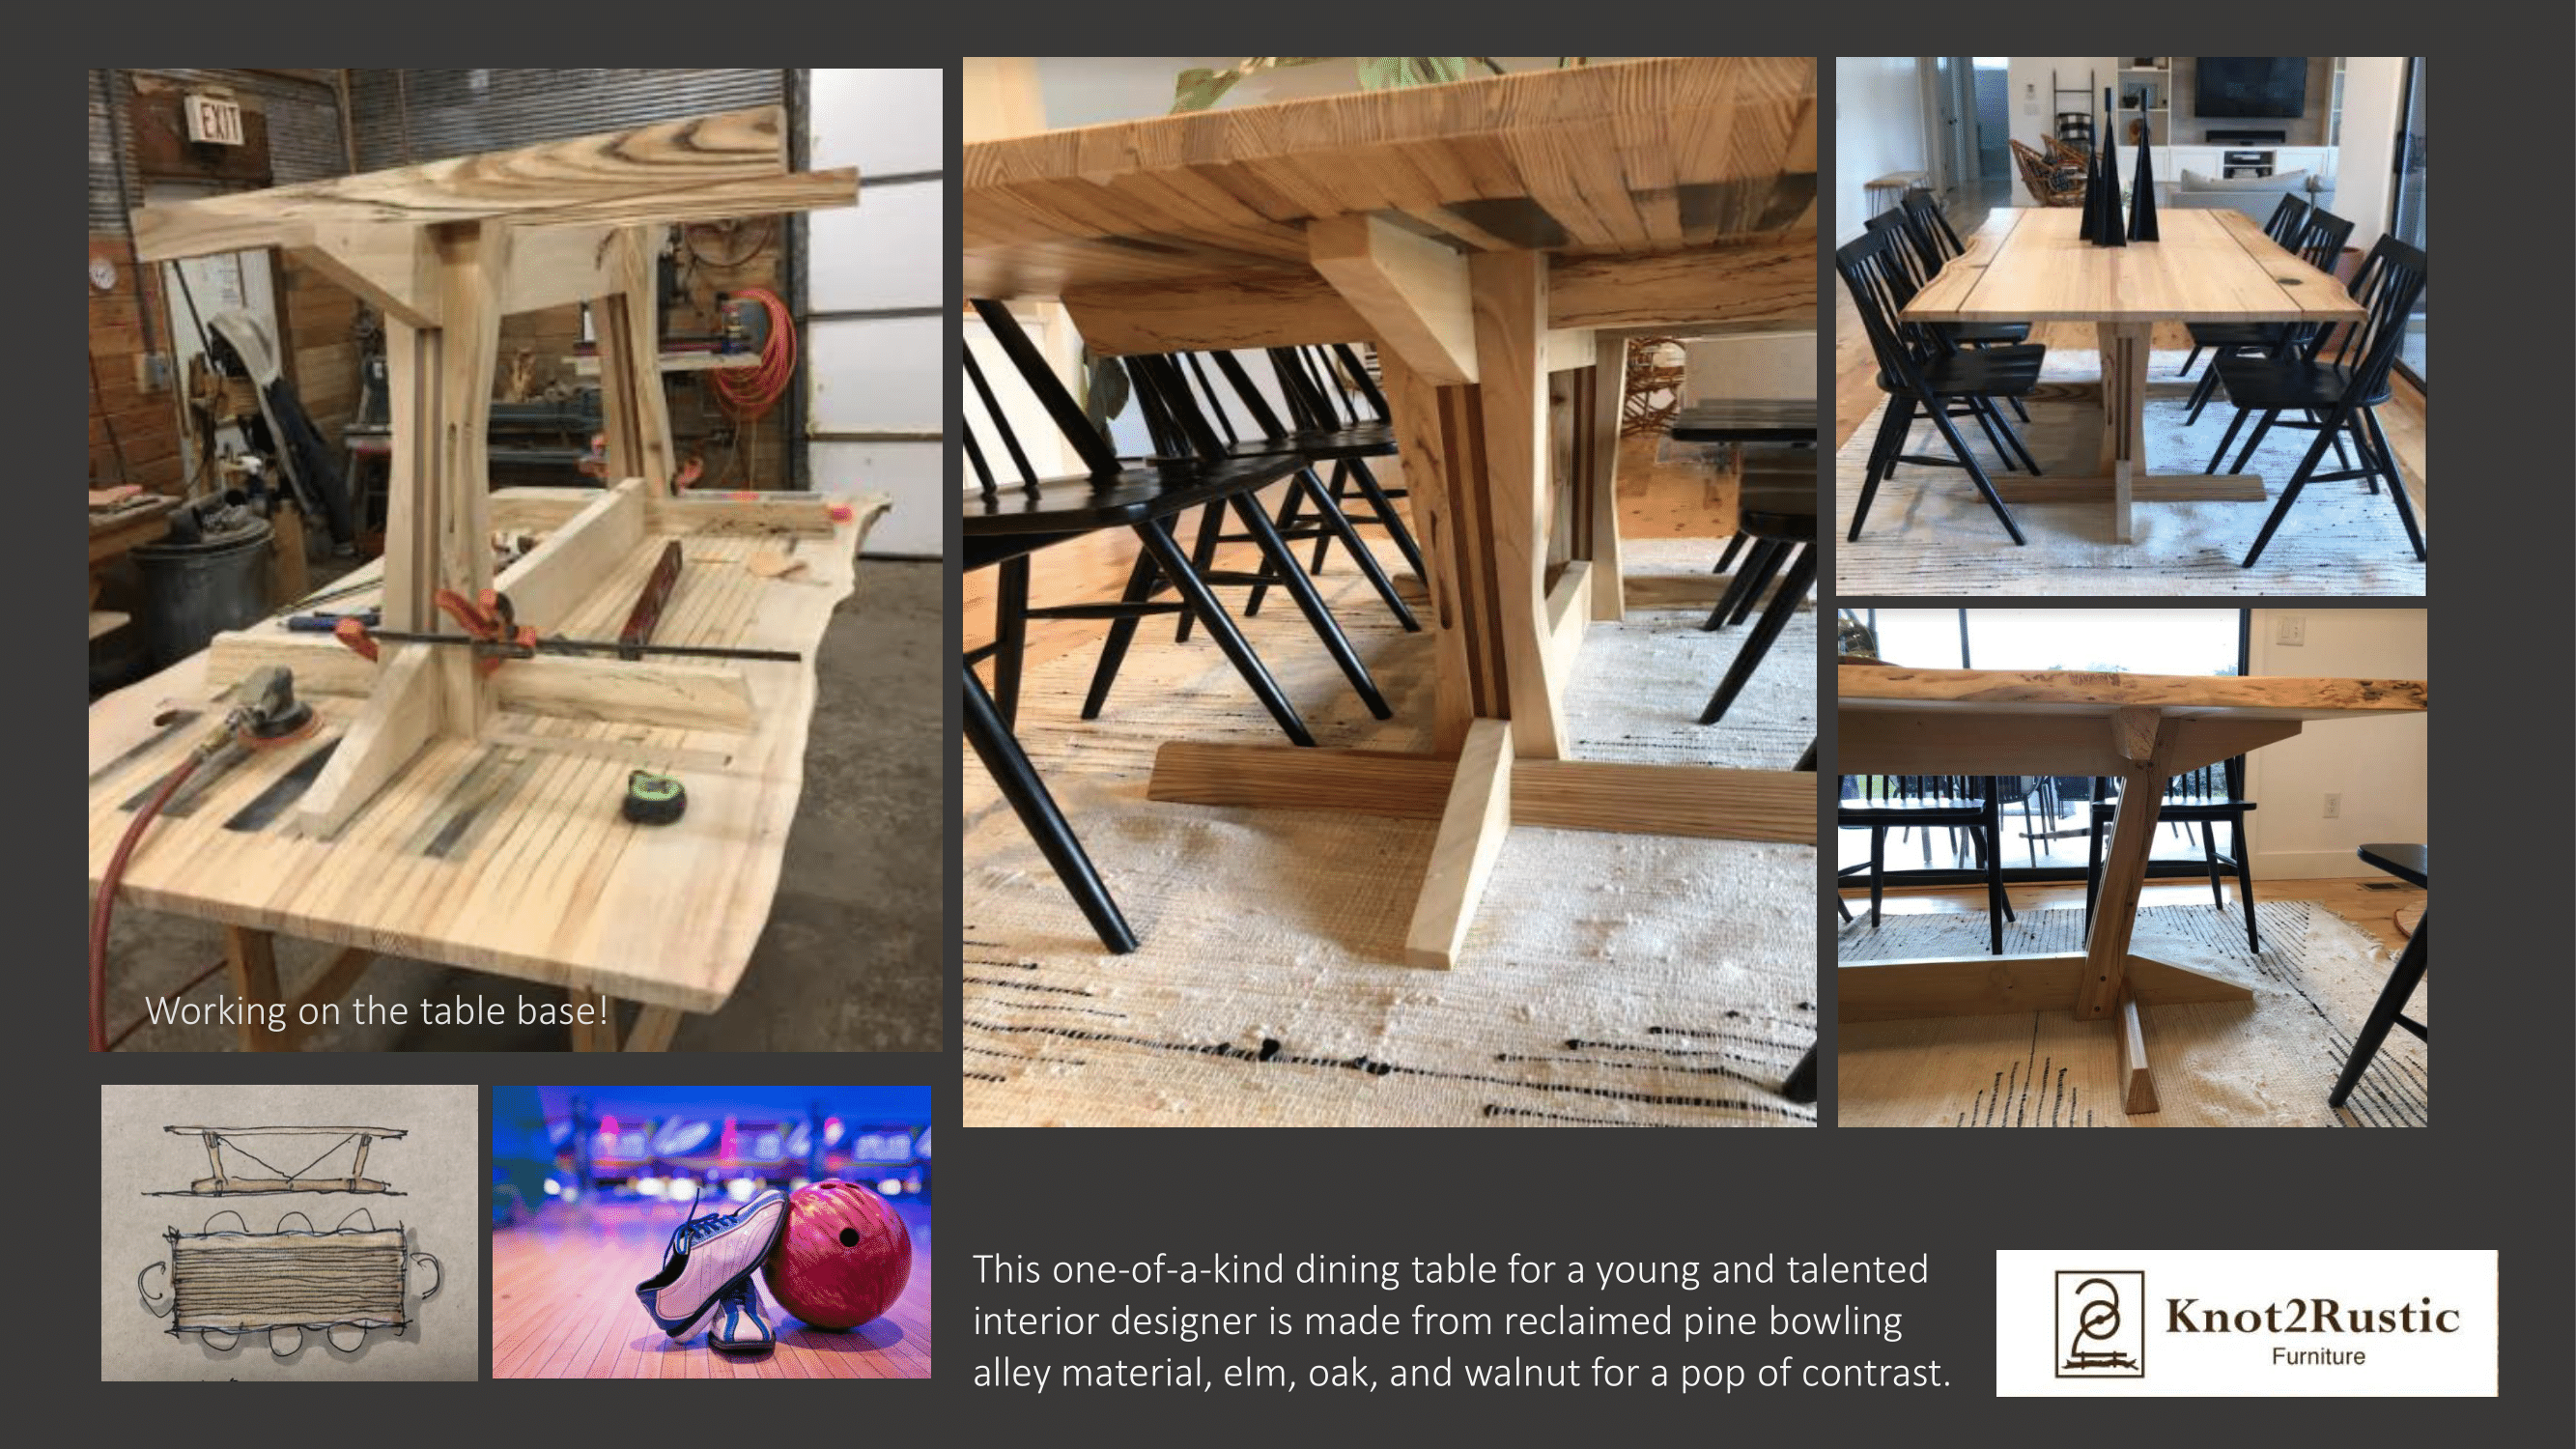 EXIT
Working on the table base!
This one-of-a-kind dining table for a young and talented
interior designer is made from reclaimed pine bowling
alley material, elm, oak, and walnut for a pop of contrast.
Knot2Rustic
Furniture